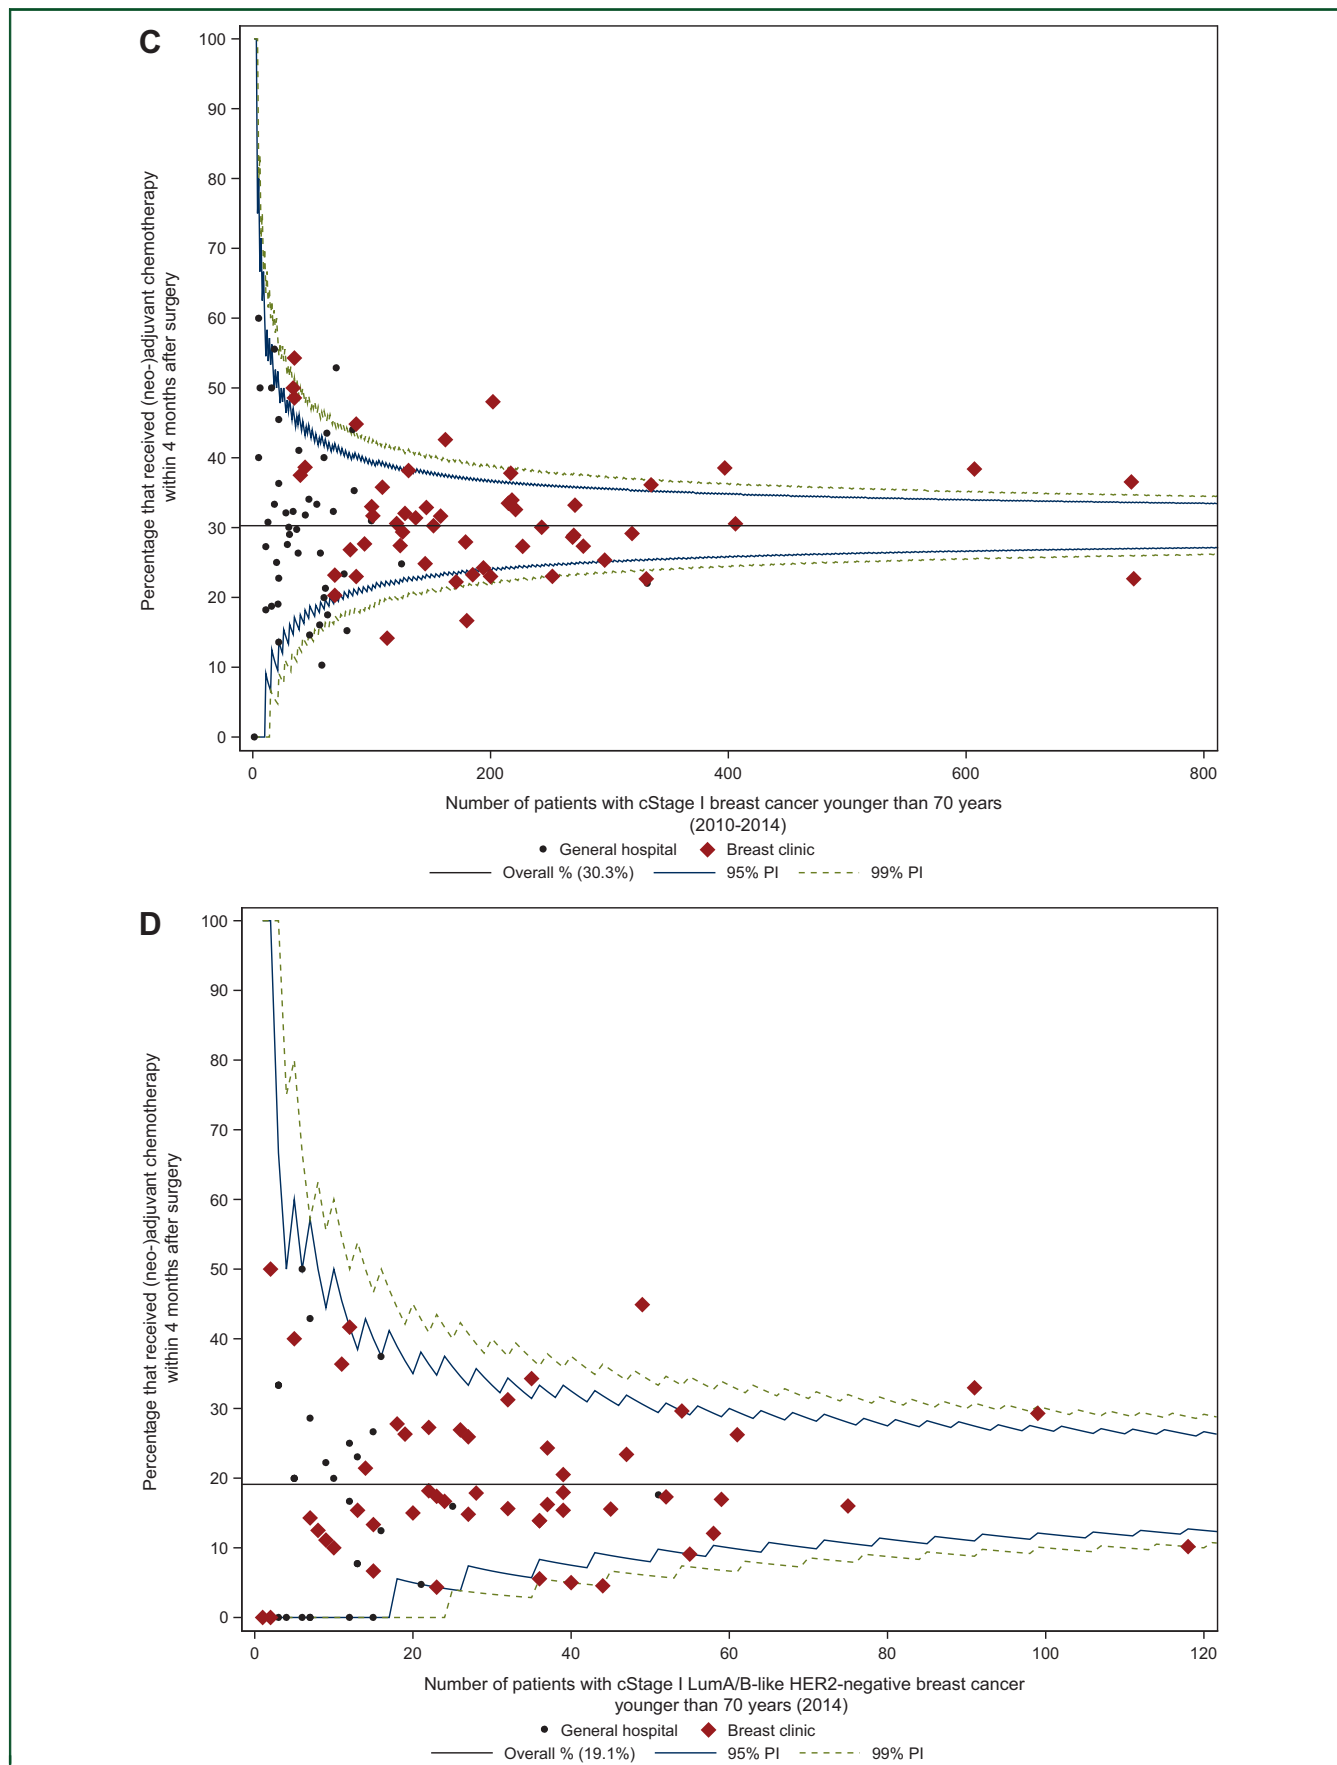 C
100
90
80
70
60
50
40
30
20
10
0
Percentage that received (neo-)adjuvant chemotherapy
within 4 months after surgery
0 200 400 600 800
Number of patients with cStage I breast cancer younger than 70 years
(2010-2014)
General hospital Breast clinic
Overall % (30.3%) 95% PI 99% PI
D
100
90
80
70
60
50
40
30
20
10
0
Percentage that received (neo-)adjuvant chemotherapy
within 4 months after surgery
0 20 40 60 80 100 120
Number of patients with cStage I LumA/B-like HER2-negative breast cancer
younger than 70 years (2014)
General hospital Breast clinic
Overall % (19.1%) 95% PI 99% PI